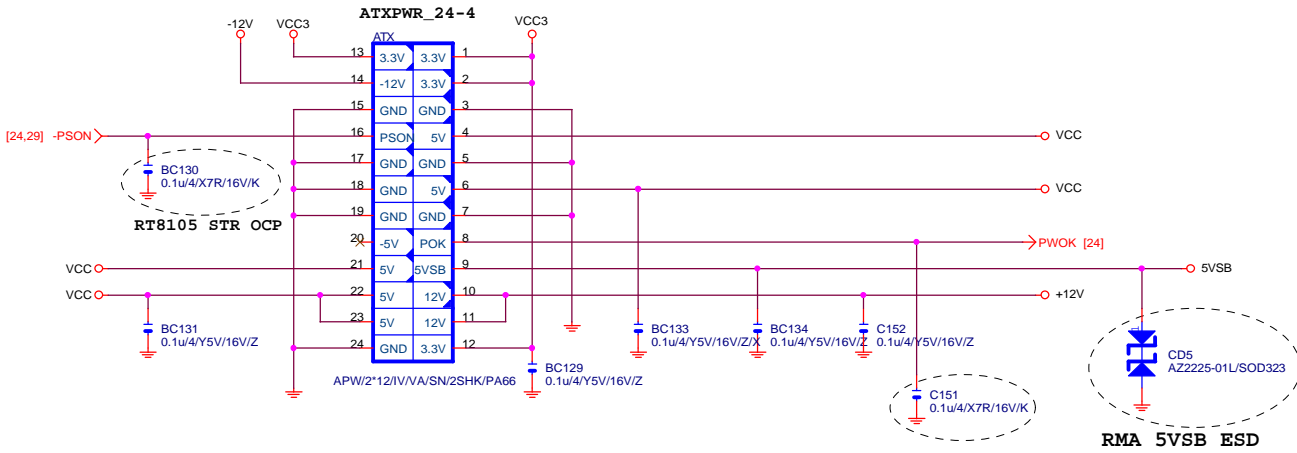 ATXPWR_24-4
-12V
VCC3
VCC3
ATX
13 3.3V 3.3V 1
14 -12V 3.3V 2
15 GND GND 3
[24,29] -PSON 16 PSON 5V 4 VCC
17 GND GND 5
BC130
0.1u/4/X7R/16V/K
18 GND 5V 6 VCC
19 GND GND 7
RT8105 STR OCP
20 -5V POK 8 PWOK [24]
VCC 21 5V 5VSB 9 5VSB
VCC 22 5V 12V 10 +12V
23 5V 12V 11
24 GND 3.3V 12
BC131
0.1u/4/Y5V/16V/Z
BC133
0.1u/4/Y5V/16V/Z/X
BC134
0.1u/4/Y5V/16V/Z
C152
0.1u/4/Y5V/16V/Z
1
CD5
AZ2225-01L/SOD323
APW/2*12/IV/VA/SN/2SHK/PA66
BC129
0.1u/4/Y5V/16V/Z
C151
0.1u/4/X7R/16V/K
RMA 5VSB ESD